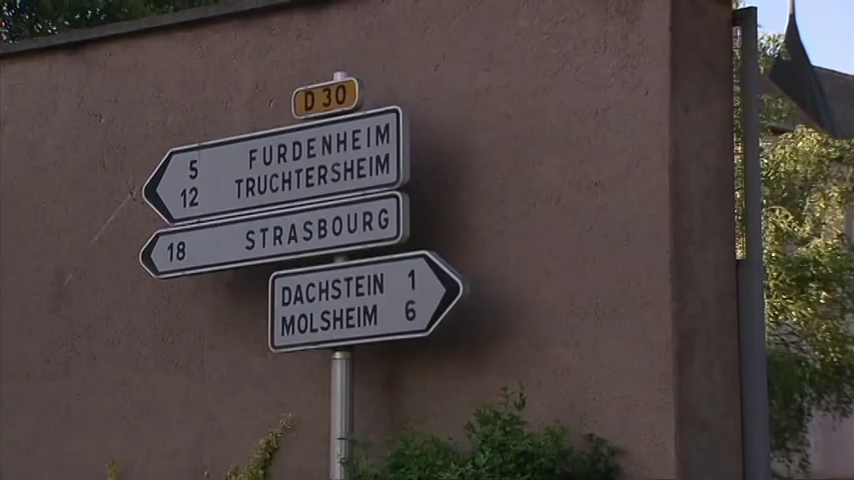 D 30
5 FURDENHEIM
12 TRUCHTERSHEIM
18 STRASBOURG
DACHSTEIN 1
MOLSHEIM 6